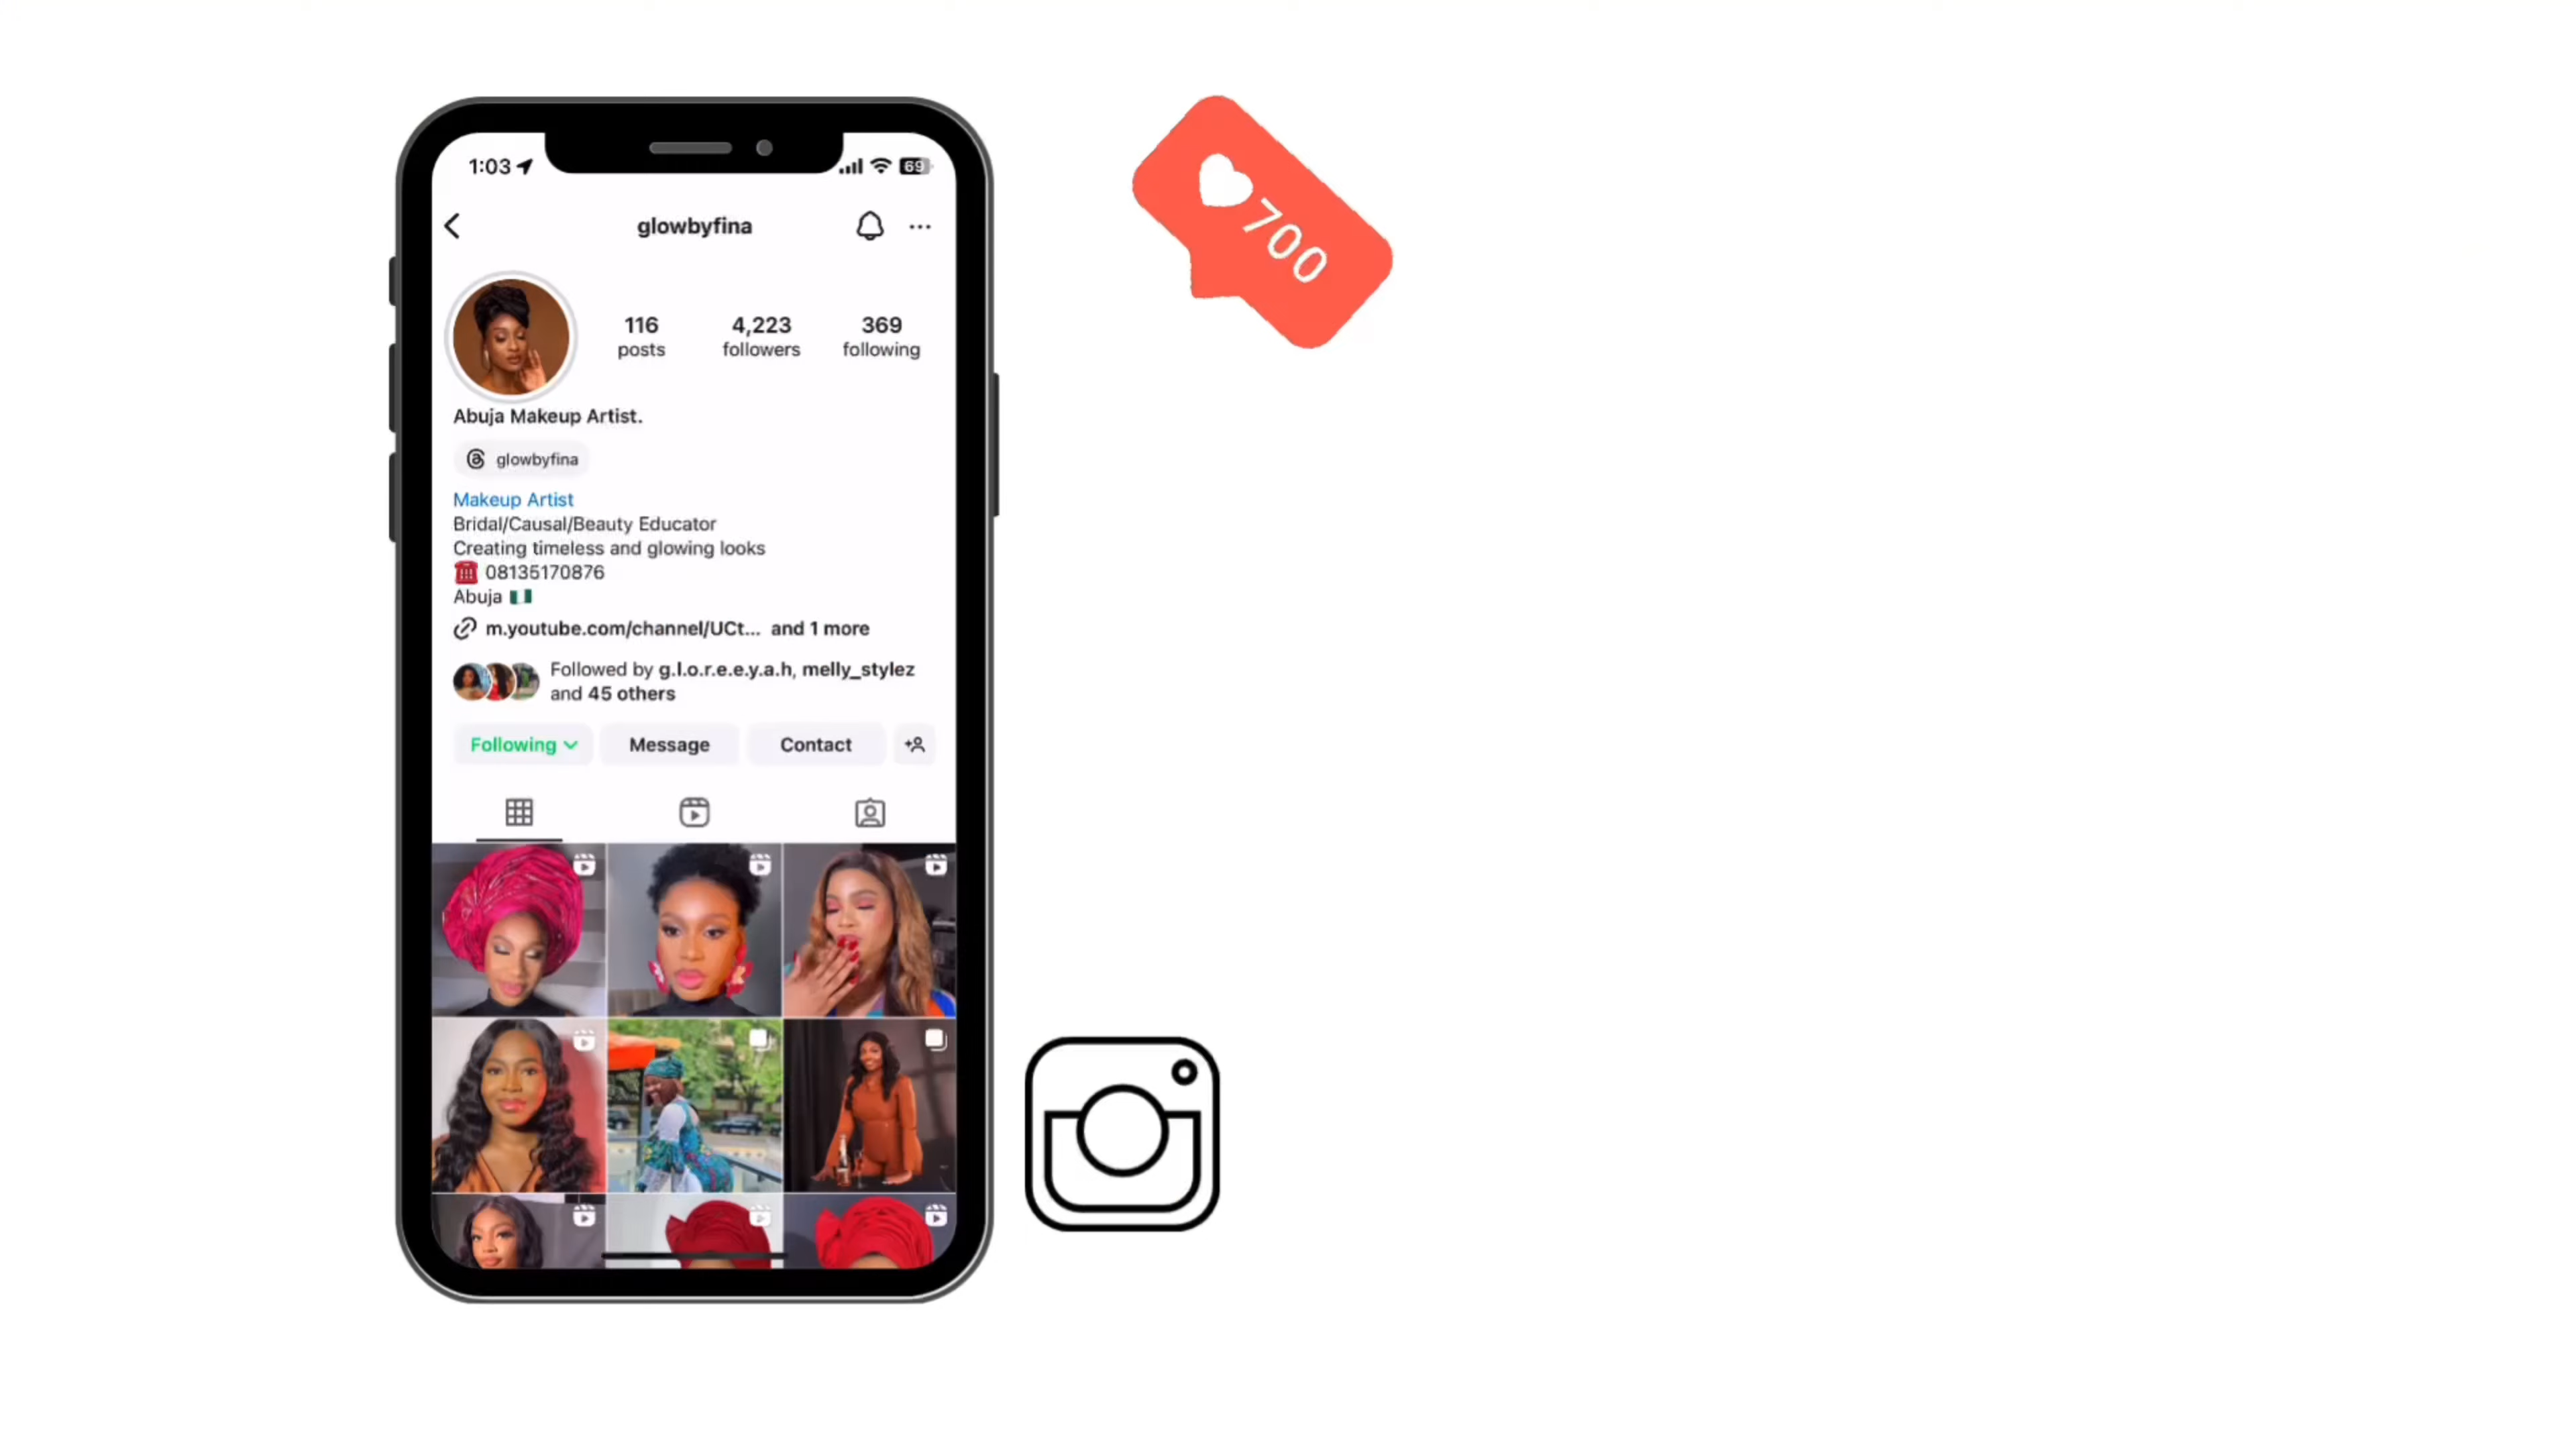 1:03
69
glowbyfina
116
posts
4,223
followers
369
following
Abuja Makeup Artist.
glowbyfina
Makeup Artist
Bridal/Causal/Beauty Educator
Creating timeless and glowing looks
08135170876
Abuja
m.youtube.com/channel/UCt... and 1 more
Followed by g.l.o.r.e.e.y.a.h, melly_stylez
and 45 others
Following
Message
Contact
700